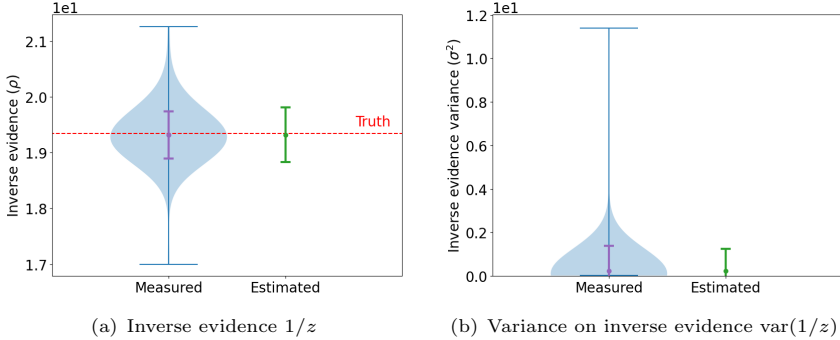 1e1
2.1
2.0
1.9
1.8
1.7
Inverse evidence (ρ)
Truth
Measured
Estimated
(a) Inverse evidence 1/z
1e1
1.2
1.0
0.8
0.6
0.4
0.2
0.0
Inverse evidence variance (σ²)
Measured
Estimated
(b) Variance on inverse evidence var(1/z)